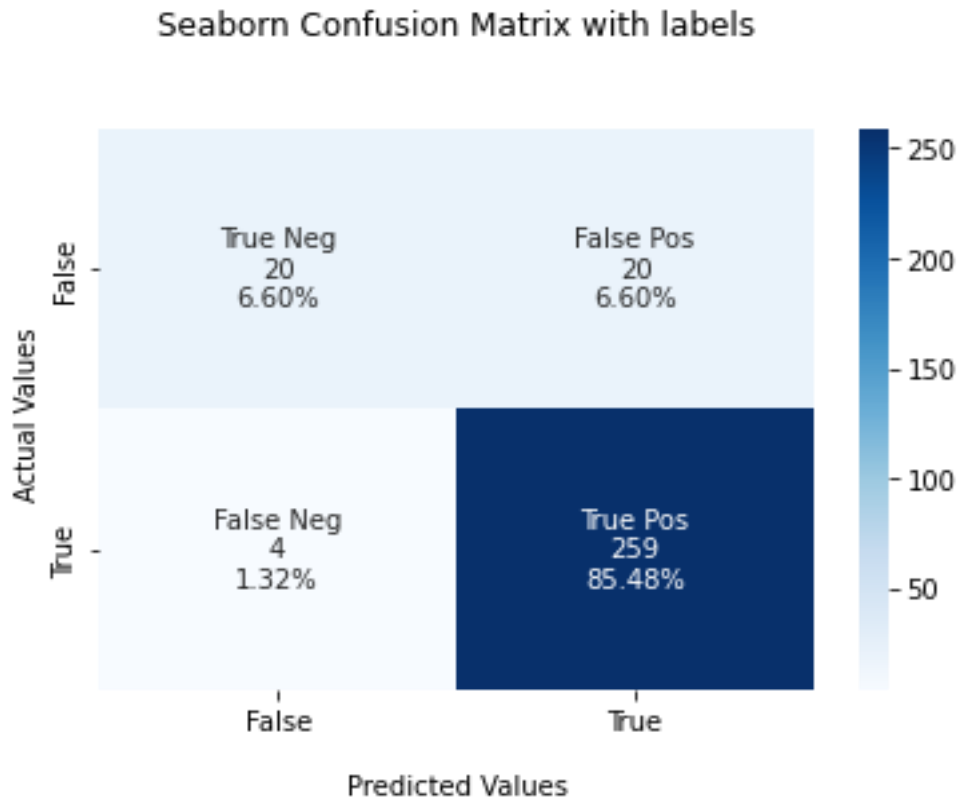 Seaborn Confusion Matrix with labels
True Neg
20
6.60%
False Pos
20
6.60%
False Neg
4
1.32%
True Pos
259
85.48%
False
True
Actual Values
False
True
Predicted Values
250
200
150
100
50